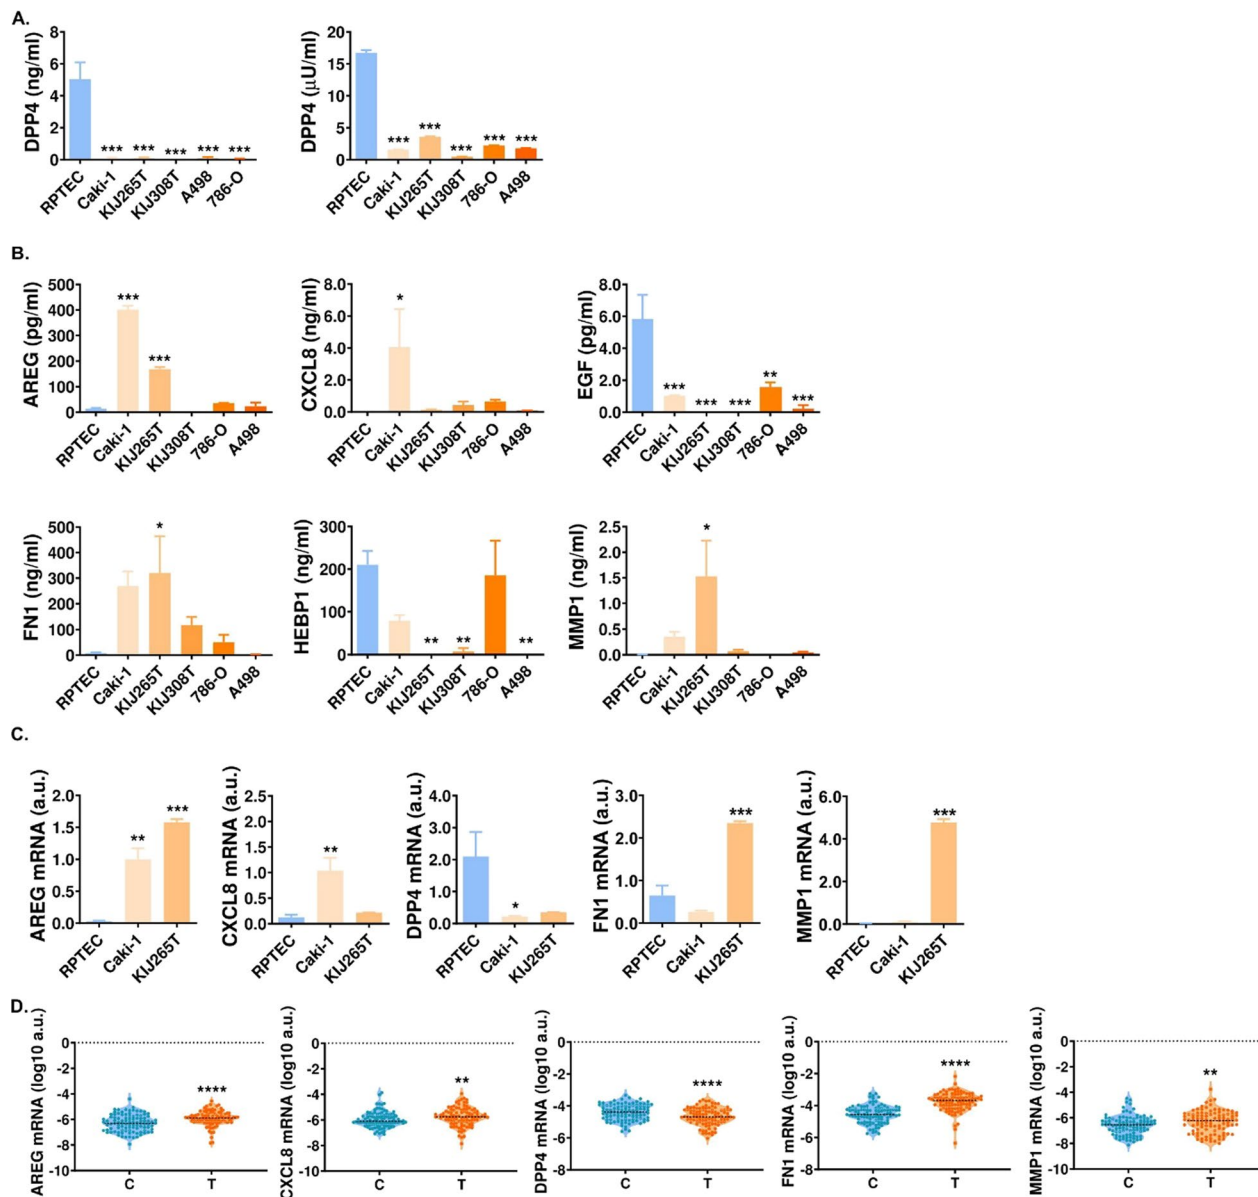 A.
DPP4 (ng/ml)
8
6
4
2
0
*** *** *** *** ***
RPTEC Caki-1 KIJ265T KIJ308T A498 786-O
DPP4 (µU/ml)
20
15
10
5
0
*** *** *** *** ***
RPTEC Caki-1 KIJ265T KIJ308T 786-O A498
B.
AREG (pg/ml)
500
400
300
200
100
0
*** ***
RPTEC Caki-1 KIJ265T KIJ308T 786-O A498
CXCL8 (ng/ml)
8.0
6.0
4.0
2.0
0.0
*
RPTEC Caki-1 KIJ265T KIJ308T 786-O A498
EGF (pg/ml)
8.0
6.0
4.0
2.0
0.0
*** *** *** ** ***
RPTEC Caki-1 KIJ265T KIJ308T 786-O A498
FN1 (ng/ml)
500
400
300
200
100
0
*
RPTEC Caki-1 KIJ265T KIJ308T 786-O A498
HEBP1 (ng/ml)
300
200
100
0
** ** **
RPTEC Caki-1 KIJ265T KIJ308T 786-O A498
MMP1 (ng/ml)
2.5
2.0
1.5
1.0
0.5
0.0
*
RPTEC Caki-1 KIJ265T KIJ308T 786-O A498
C.
AREG mRNA (a.u.)
2.0
1.5
1.0
0.5
0.0
** ***
RPTEC Caki-1 KIJ265T
CXCL8 mRNA (a.u.)
2.5
2.0
1.5
1.0
0.5
0.0
**
RPTEC Caki-1 KIJ265T
DPP4 mRNA (a.u.)
4.0
3.0
2.0
1.0
0.0
*
RPTEC Caki-1 KIJ265T
FN1 mRNA (a.u.)
3.0
2.0
1.0
0.0
***
RPTEC Caki-1 KIJ265T
MMP1 mRNA (a.u.)
6.0
4.0
2.0
0.0
***
RPTEC Caki-1 KIJ265T
D.
AREG mRNA (log10 a.u.)
0
-2
-4
-6
-8
-10
****
C T
CXCL8 mRNA (log10 a.u.)
0
-2
-4
-6
-8
-10
**
C T
DPP4 mRNA (log10 a.u.)
0
-2
-4
-6
-8
****
C T
FN1 mRNA (log10 a.u.)
0
-2
-4
-6
-8
****
C T
MMP1 mRNA (log10 a.u.)
0
-2
-4
-6
-8
-10
**
C T